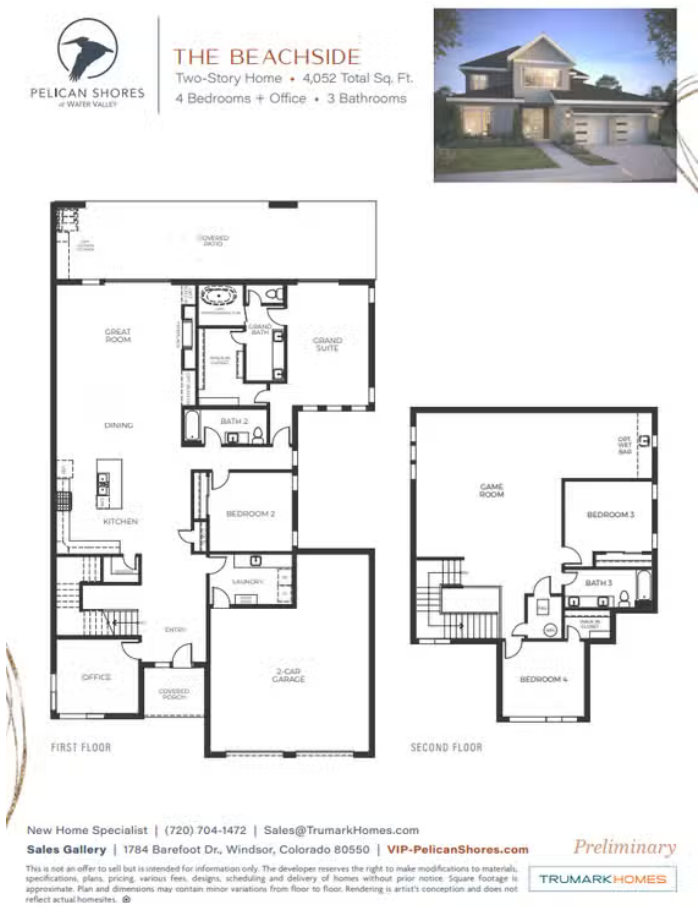 PELICAN SHORES
at WATER VALLEY
THE BEACHSIDE
Two-Story Home • 4,052 Total Sq. Ft.
4 Bedrooms + Office • 3 Bathrooms
COVERED
PATIO
GREAT
ROOM
GRAND
BATH
GRAND
SUITE
DINING
BATH 2
KITCHEN
BEDROOM 2
LAUNDRY
ENTRY
OFFICE
COVERED
PORCH
2-CAR
GARAGE
FIRST FLOOR
OPT.
WET
BAR
GAME
ROOM
BEDROOM 3
BATH 3
WALK IN
CLOSET
BEDROOM 4
SECOND FLOOR
New Home Specialist | (720) 704-1472 | Sales@TrumarkHomes.com
Sales Gallery | 1784 Barefoot Dr., Windsor, Colorado 80550 | VIP-PelicanShores.com
Preliminary
This is not an offer to sell but is intended for information only. The developer reserves the right to make modifications to materials,
specifications, plans, pricing, various fees, designs, scheduling and delivery of homes without prior notice. Square footage is
approximate. Plan and dimensions may contain minor variations from floor to floor. Rendering is artist's conception and does not
reflect actual homesites.
TRUMARKHOMES